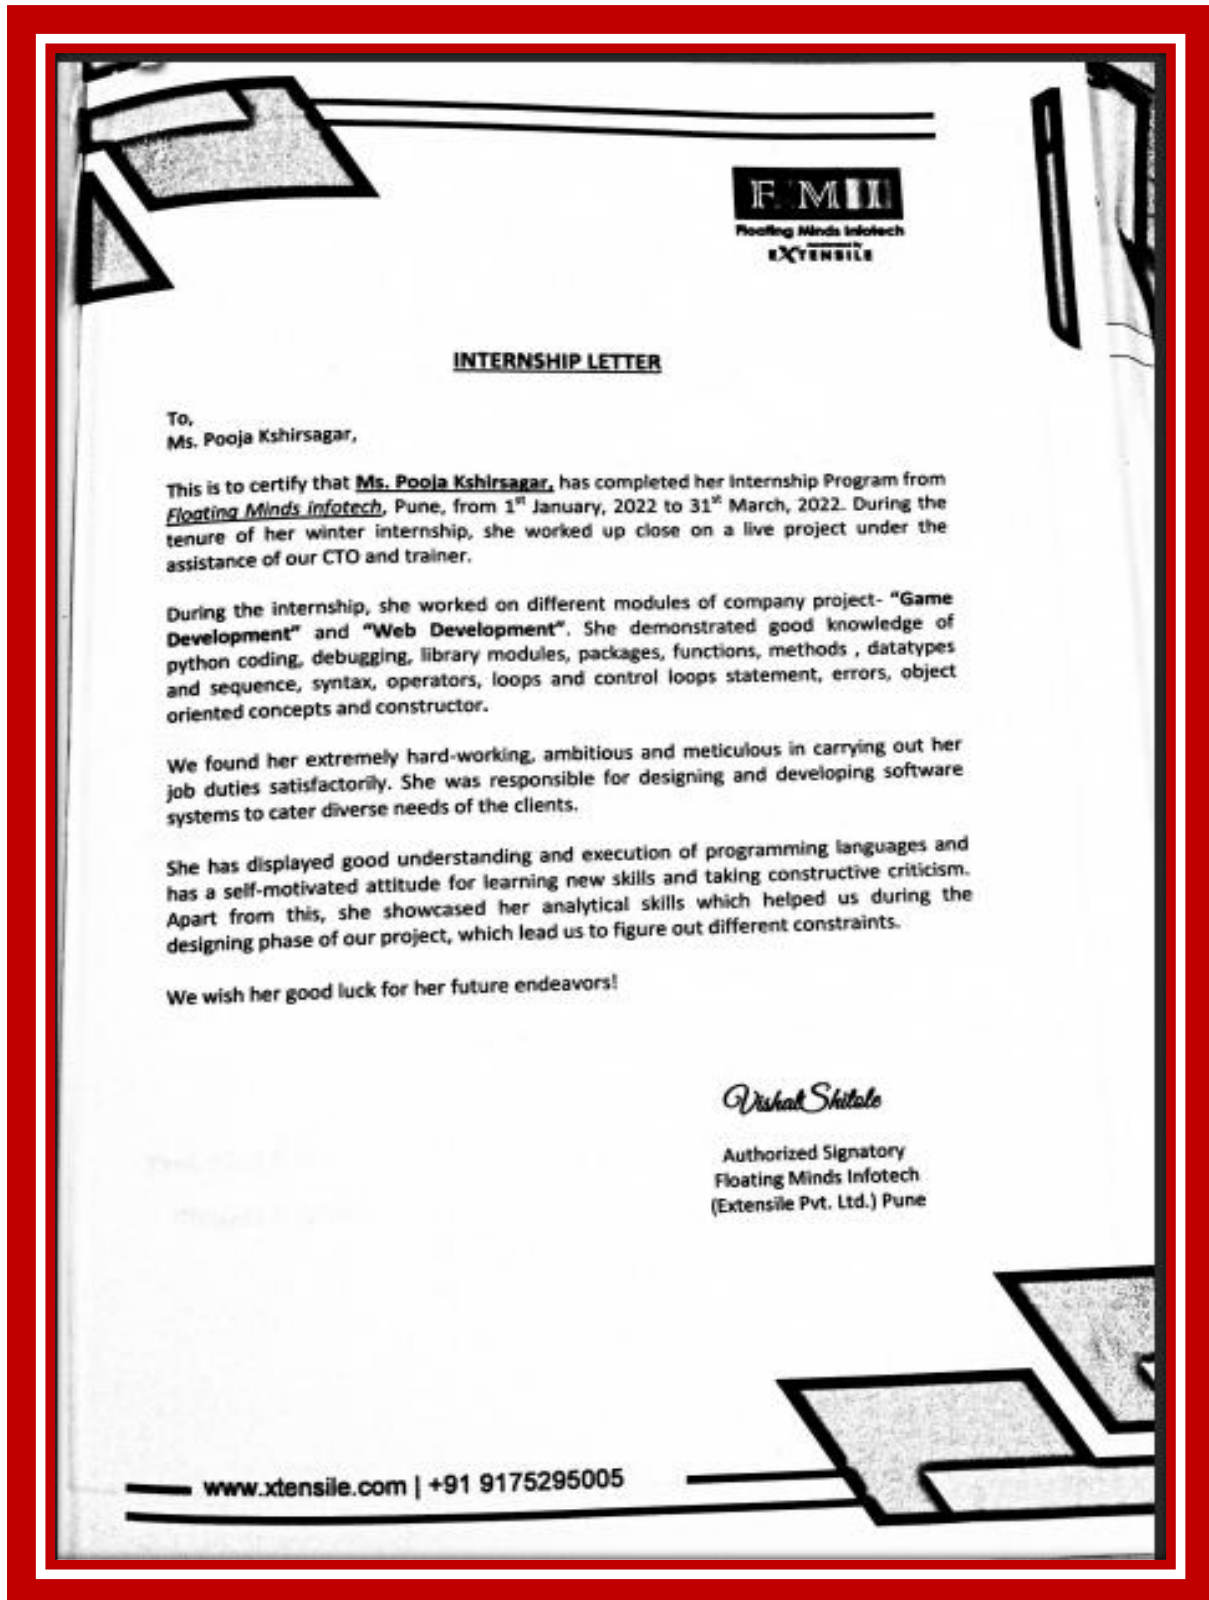 F MII
Floating Minds Infotech
EXTENSILE
INTERNSHIP LETTER
To,
Ms. Pooja Kshirsagar,
This is to certify that Ms. Pooja Kshirsagar, has completed her Internship Program from
Floating Minds infotech, Pune, from 1st January, 2022 to 31st March, 2022. During the
tenure of her winter internship, she worked up close on a live project under the
assistance of our CTO and trainer.
During the internship, she worked on different modules of company project- "Game
Development" and "Web Development". She demonstrated good knowledge of
python coding, debugging, library modules, packages, functions, methods , datatypes
and sequence, syntax, operators, loops and control loops statement, errors, object
oriented concepts and constructor.
We found her extremely hard-working, ambitious and meticulous in carrying out her
job duties satisfactorily. She was responsible for designing and developing software
systems to cater diverse needs of the clients.
She has displayed good understanding and execution of programming languages and
has a self-motivated attitude for learning new skills and taking constructive criticism.
Apart from this, she showcased her analytical skills which helped us during the
designing phase of our project, which lead us to figure out different constraints.
We wish her good luck for her future endeavors!
Vishal Shitole
Authorized Signatory
Floating Minds Infotech
(Extensile Pvt. Ltd.) Pune
www.xtensile.com | +91 9175295005